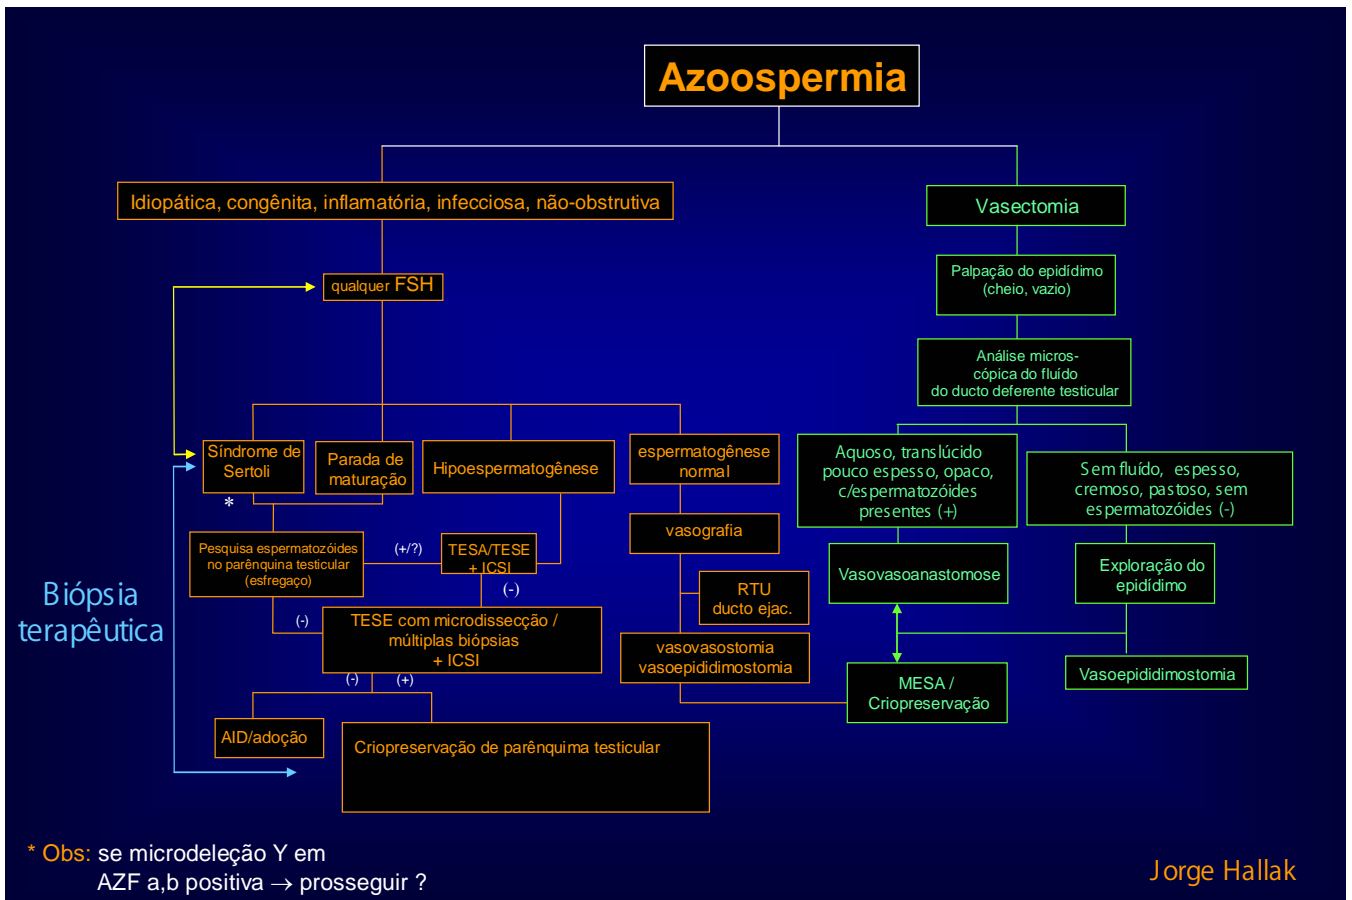 Azoospermia
Idiopática, congênita, inflamatória, infecciosa, não-obstrutiva
Vasectomia
qualquer FSH
Palpação do epidídimo
(cheio, vazio)
Análise micros-
cópica do fluído
do ducto deferente testicular
Síndrome de
Sertoli
*
Parada de
maturação
Hipoespermatogênese
espermatogênese
normal
Aquoso, translúcido
pouco espesso, opaco,
c/espermatozóides
presentes (+)
Sem fluído, espesso,
cremoso, pastoso, sem
espermatozóides (-)
Pesquisa espermatozóides
no parênquina testicular
(esfregaço)
(+/?)
TESA/TESE
+ ICSI
(-)
vasografia
RTU
ducto ejac.
Vasovasoanastomose
Exploração do
epidídimo
Biópsia
terapêutica
(-)
TESE com microdissecção /
múltiplas biópsias
+ ICSI
vasovasostomia
vasoepididimostomia
MESA /
Criopreservação
Vasoepididimostomia
(-)
(+)
AID/adoção
Criopreservação de parênquima testicular
* Obs: se microdeleção Y em
AZF a,b positiva → prosseguir ?
Jorge Hallak